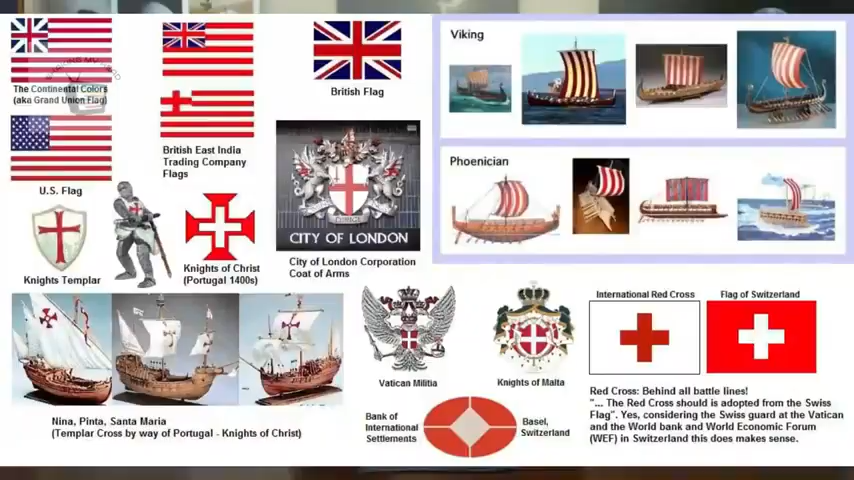 The Continental Colors
(aka Grand Union Flag)
U.S. Flag
British East India
Trading Company
Flags
British Flag
DIRIGE
CITY OF LONDON
City of London Corporation
Coat of Arms
Knights Templar
Knights of Christ
(Portugal 1400s)
Nina, Pinta, Santa Maria
(Templar Cross by way of Portugal - Knights of Christ)
Viking
Phoenician
Vatican Militia
Knights of Malta
Bank of
International
Settlements
Basel,
Switzerland
International Red Cross
Flag of Switzerland
Red Cross: Behind all battle lines!
"... The Red Cross should is adopted from the Swiss
Flag". Yes, considering the Swiss guard at the Vatican
and the World bank and World Economic Forum
(WEF) in Switzerland this does makes sense.